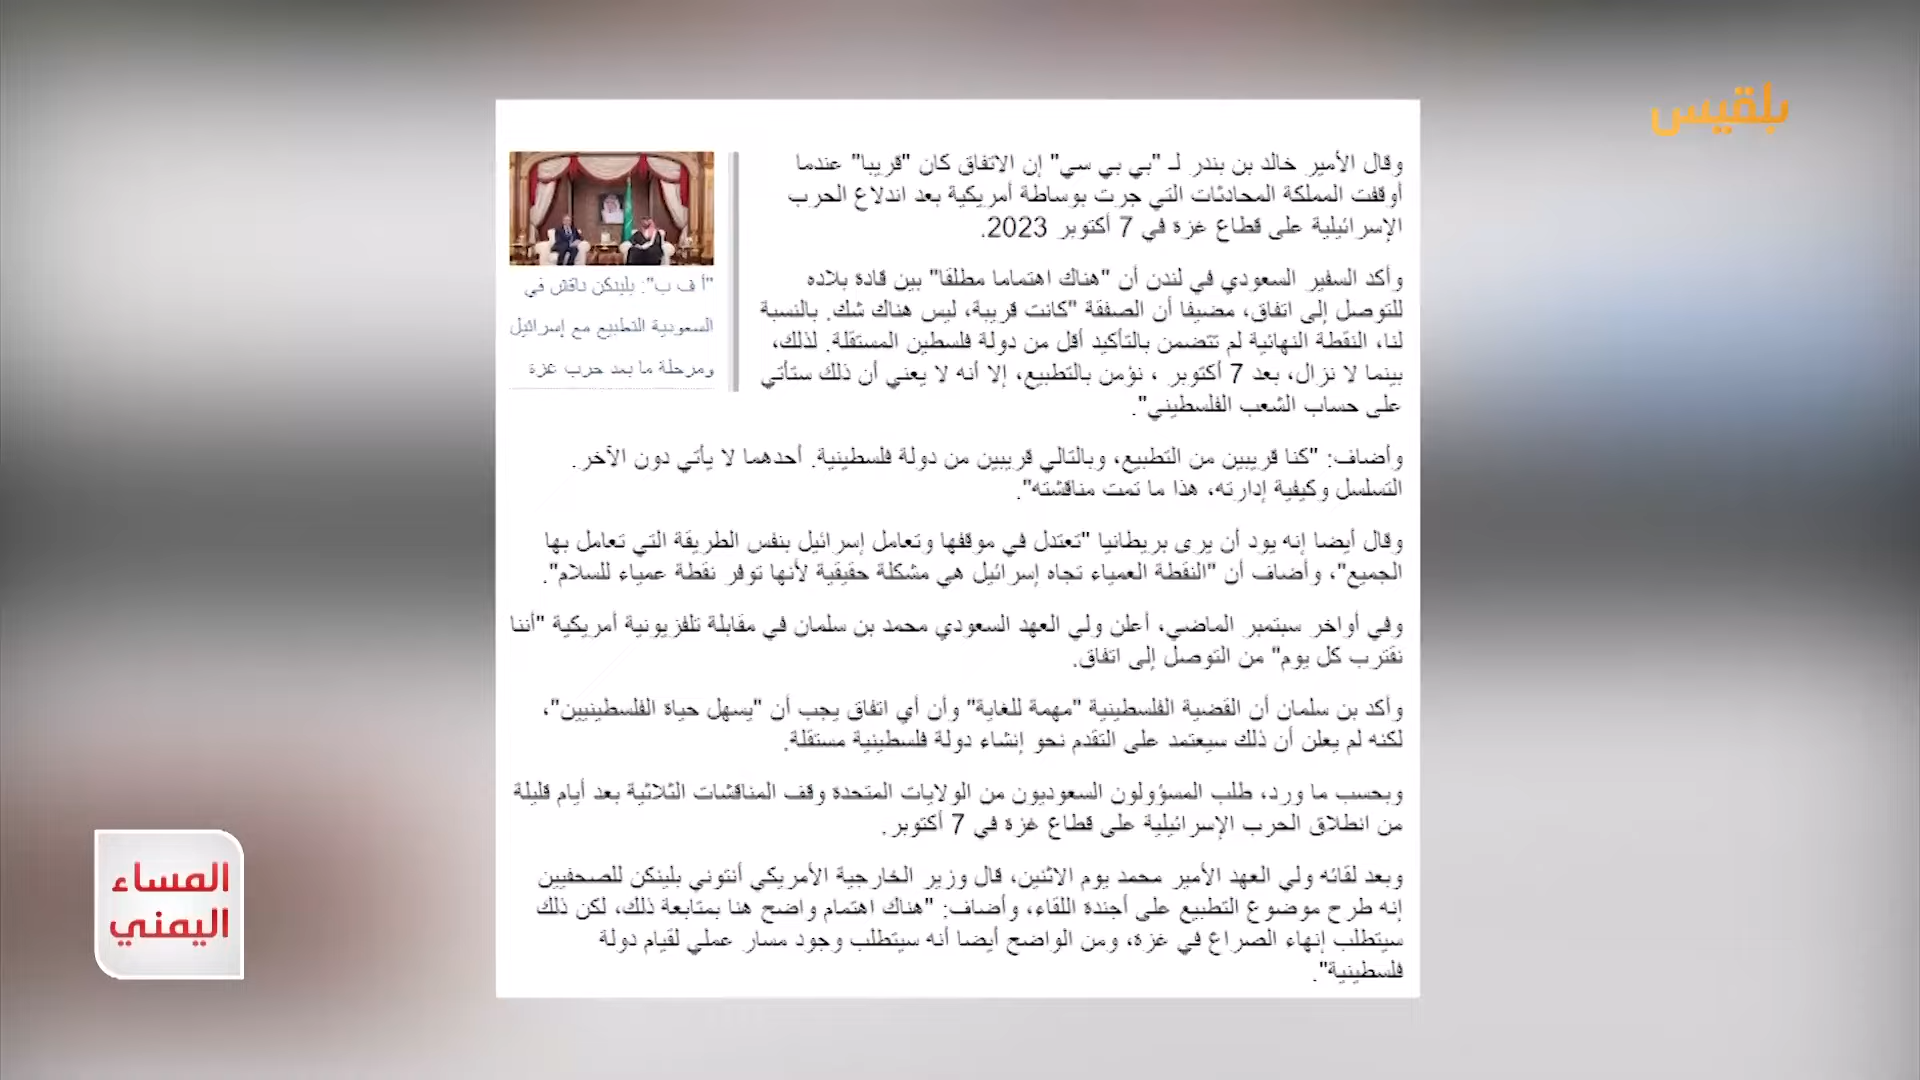 بلقيس
وقال الأمير خالد بن بندر لـ "بي بي سي" إن الاتفاق كان "قريبا" عندما
أوقفت المملكة المحادثات التي جرت بوساطة أمريكية بعد اندلاع الحرب
الإسرائيلية على قطاع غزة في 7 أكتوبر 2023.
وأكد السفير السعودي في لندن أن "هناك اهتماما مطلقا" بين قادة بلاده
للتوصل إلى اتفاق، مضيفا أن الصفقة "كانت قريبة، ليس هناك شك. بالنسبة
لنا، النقطة النهائية لم تتضمن بالتأكيد أقل من دولة فلسطين المستقلة. لذلك،
بينما لا نزال، بعد 7 أكتوبر ، نؤمن بالتطبيع، إلا أنه لا يعني أن ذلك ستأتي
على حساب الشعب الفلسطيني".
"أ ف ب": بلينكن ناقش في
السعودية التطبيع مع إسرائيل
ومرحلة ما بعد حرب غزة
وأضاف: "كنا قريبين من التطبيع، وبالتالي قريبين من دولة فلسطينية. أحدهما لا يأتي دون الآخر.
التسلسل وكيفية إدارته، هذا ما تمت مناقشته".
وقال أيضا إنه يود أن يرى بريطانيا "تعتدل في موقفها وتعامل إسرائيل بنفس الطريقة التي تعامل بها
الجميع"، وأضاف أن "النقطة العمياء تجاه إسرائيل هي مشكلة حقيقية لأنها توفر نقطة عمياء للسلام".
وفي أواخر سبتمبر الماضي، أعلن ولي العهد السعودي محمد بن سلمان في مقابلة تلفزيونية أمريكية "أننا
نقترب كل يوم" من التوصل إلى اتفاق.
وأكد بن سلمان أن القضية الفلسطينية "مهمة للغاية" وأن أي اتفاق يجب أن "يسهل حياة الفلسطينيين"،
لكنه لم يعلن أن ذلك سيعتمد على التقدم نحو إنشاء دولة فلسطينية مستقلة.
وبحسب ما ورد، طلب المسؤولون السعوديون من الولايات المتحدة وقف المناقشات الثلاثية بعد أيام قليلة
من انطلاق الحرب الإسرائيلية على قطاع غزة في 7 أكتوبر.
وبعد لقائه ولي العهد الأمير محمد يوم الاثنين، قال وزير الخارجية الأمريكي أنتوني بلينكن للصحفيين
إنه طرح موضوع التطبيع على أجندة اللقاء، وأضاف: "هناك اهتمام واضح هنا بمتابعة ذلك، لكن ذلك
سيتطلب إنهاء الصراع في غزة، ومن الواضح أيضا أنه سيتطلب وجود مسار عملي لقيام دولة
فلسطينية".
المساء
اليمني